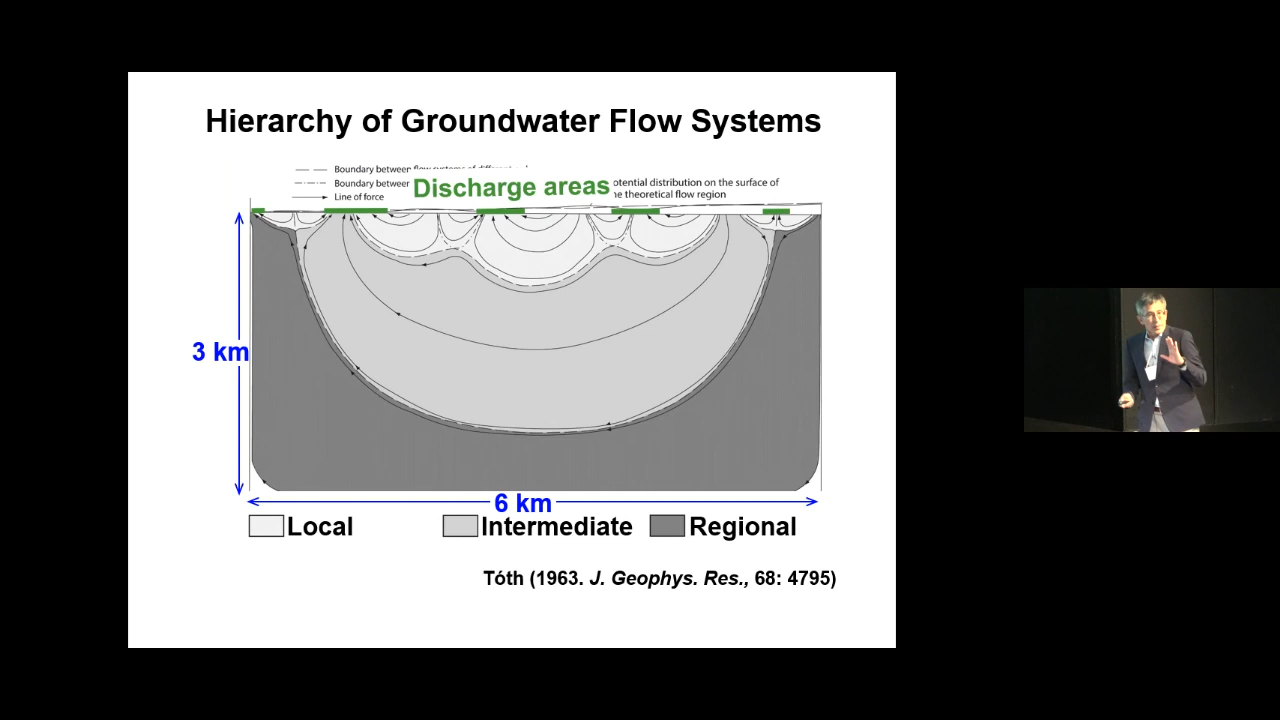 Hierarchy of Groundwater Flow Systems
Boundary between flow systems of different
Boundary between
Discharge areas
otential distribution on the surface of
Line of force
he theoretical flow region
3 km
6 km
Local
Intermediate
Regional
Tóth (1963. J. Geophys. Res., 68: 4795)